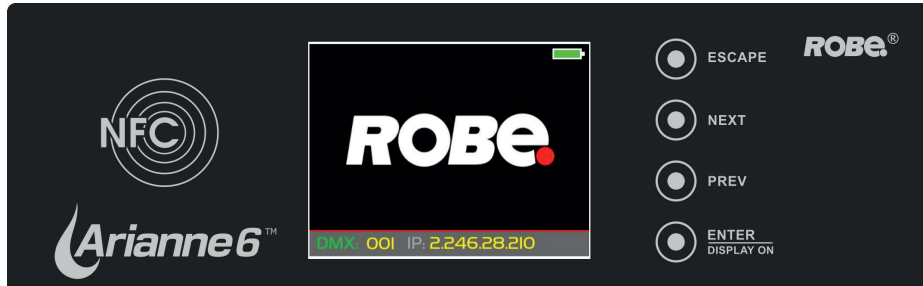 NFC
Arianne6™
ROBe.
DMX: 001 IP: 2.246.28.210
ESCAPE
NEXT
PREV
ENTER
DISPLAY ON
ROBe.®